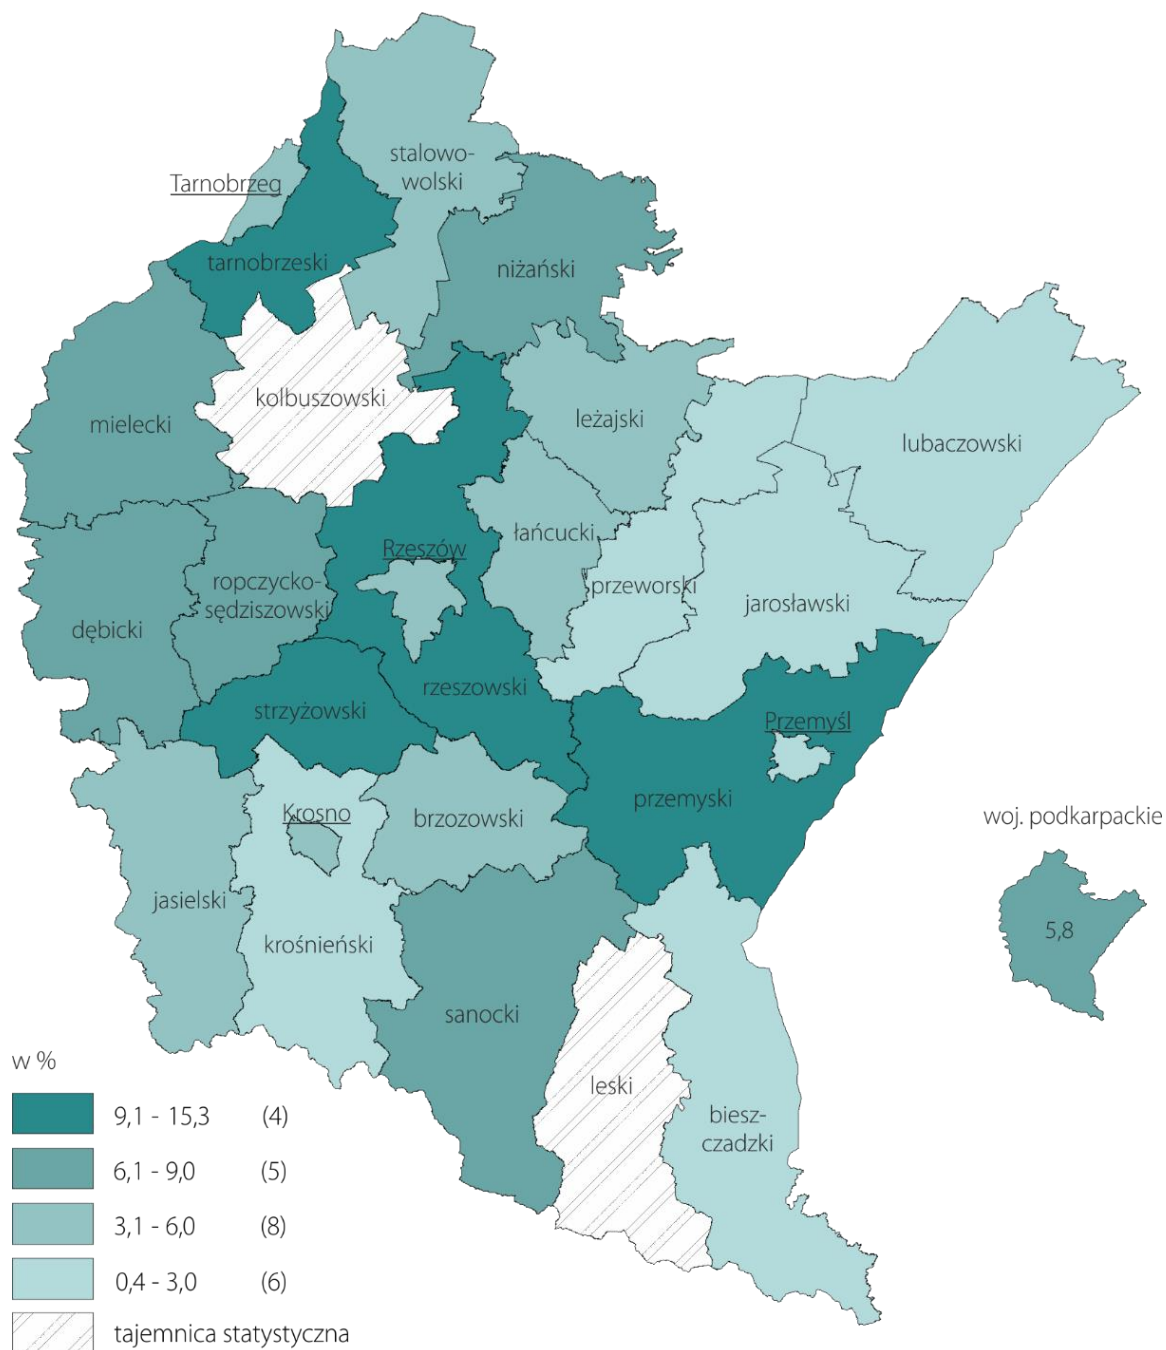 stalowo-
wolski
Tarnobrzeg
tarnobrzeski
niżański
kolbuszowski
mielecki
leżajski
lubaczowski
łańcucki
Rzeszów
ropczycko-
sędziszowski
przeworski
jarosławski
dębicki
rzeszowski
strzyżowski
Przemyśl
przemyski
Krosno
brzozowski
woj. podkarpackie
5,8
jasielski
krośnieński
sanocki
leski
biesz-
czadzki
w %
9,1 - 15,3 (4)
6,1 - 9,0 (5)
3,1 - 6,0 (8)
0,4 - 3,0 (6)
tajemnica statystyczna